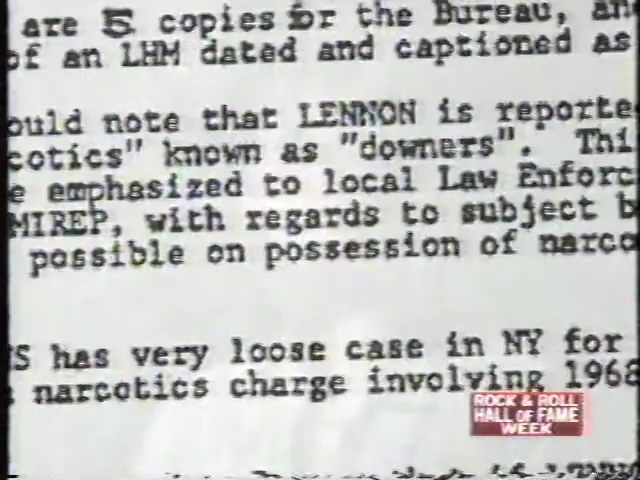 are 5 copies for the Bureau, an
of an LHM dated and captioned as
ould note that LENNON is reporte
cotics" known as "downers". Thi
e emphasized to local Law Enforc
MIREP, with regards to subject b
possible on possession of narco
S has very loose case in NY for
narcotics charge involving 1968
ROCK & ROLL
HALL OF FAME
WEEK